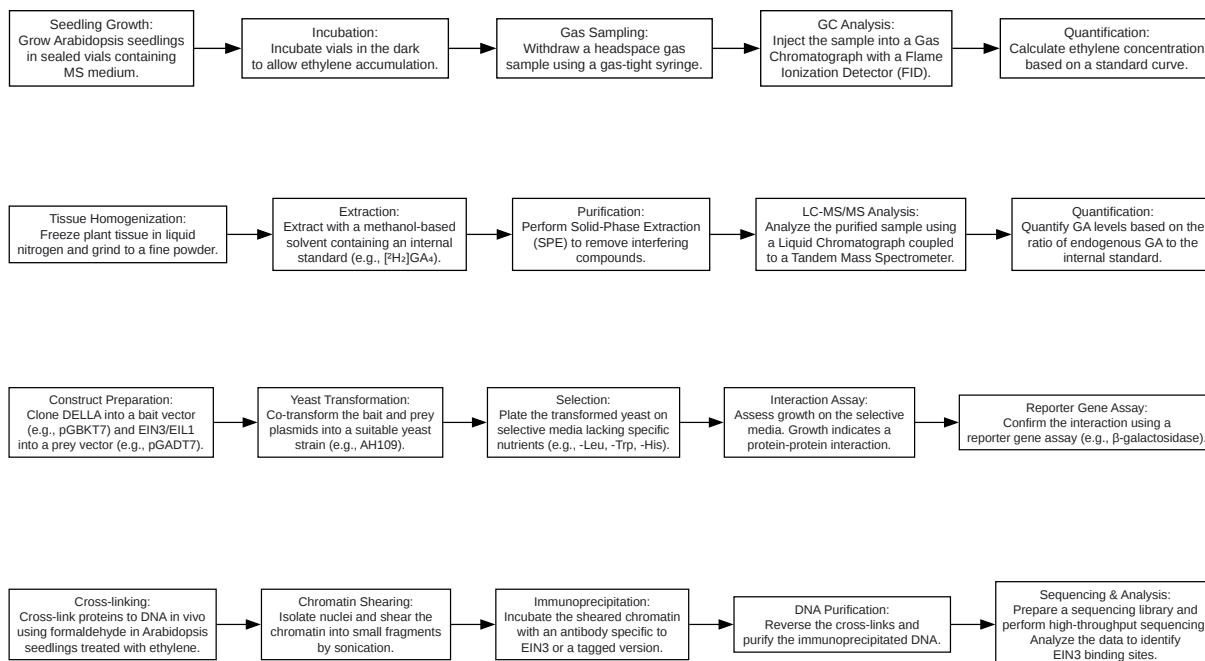 Seedling Growth:
Grow Arabidopsis seedlings
in sealed vials containing
MS medium.
Incubation:
Incubate vials in the dark
to allow ethylene accumulation.
Gas Sampling:
Withdraw a headspace gas
sample using a gas-tight syringe.
GC Analysis:
Inject the sample into a Gas
Chromatograph with a Flame
Ionization Detector (FID).
Quantification:
Calculate ethylene concentration
based on a standard curve.
Tissue Homogenization:
Freeze plant tissue in liquid
nitrogen and grind to a fine powder.
Extraction:
Extract with a methanol-based
solvent containing an internal
standard (e.g., [²H₂]GA₄).
Purification:
Perform Solid-Phase Extraction
(SPE) to remove interfering
compounds.
LC-MS/MS Analysis:
Analyze the purified sample using
a Liquid Chromatograph coupled
to a Tandem Mass Spectrometer.
Quantification:
Quantify GA levels based on the
ratio of endogenous GA to the
internal standard.
Construct Preparation:
Clone DELLA into a bait vector
(e.g., pGBKT7) and EIN3/EIL1
into a prey vector (e.g., pGADT7).
Yeast Transformation:
Co-transform the bait and prey
plasmids into a suitable yeast
strain (e.g., AH109).
Selection:
Plate the transformed yeast on
selective media lacking specific
nutrients (e.g., -Leu, -Trp, -His).
Interaction Assay:
Assess growth on the selective
media. Growth indicates a
protein-protein interaction.
Reporter Gene Assay:
Confirm the interaction using a
reporter gene assay (e.g., β-galactosidase).
Cross-linking:
Cross-link proteins to DNA in vivo
using formaldehyde in Arabidopsis
seedlings treated with ethylene.
Chromatin Shearing:
Isolate nuclei and shear the
chromatin into small fragments
by sonication.
Immunoprecipitation:
Incubate the sheared chromatin
with an antibody specific to
EIN3 or a tagged version.
DNA Purification:
Reverse the cross-links and
purify the immunoprecipitated DNA.
Sequencing & Analysis:
Prepare a sequencing library and
perform high-throughput sequencing.
Analyze the data to identify
EIN3 binding sites.